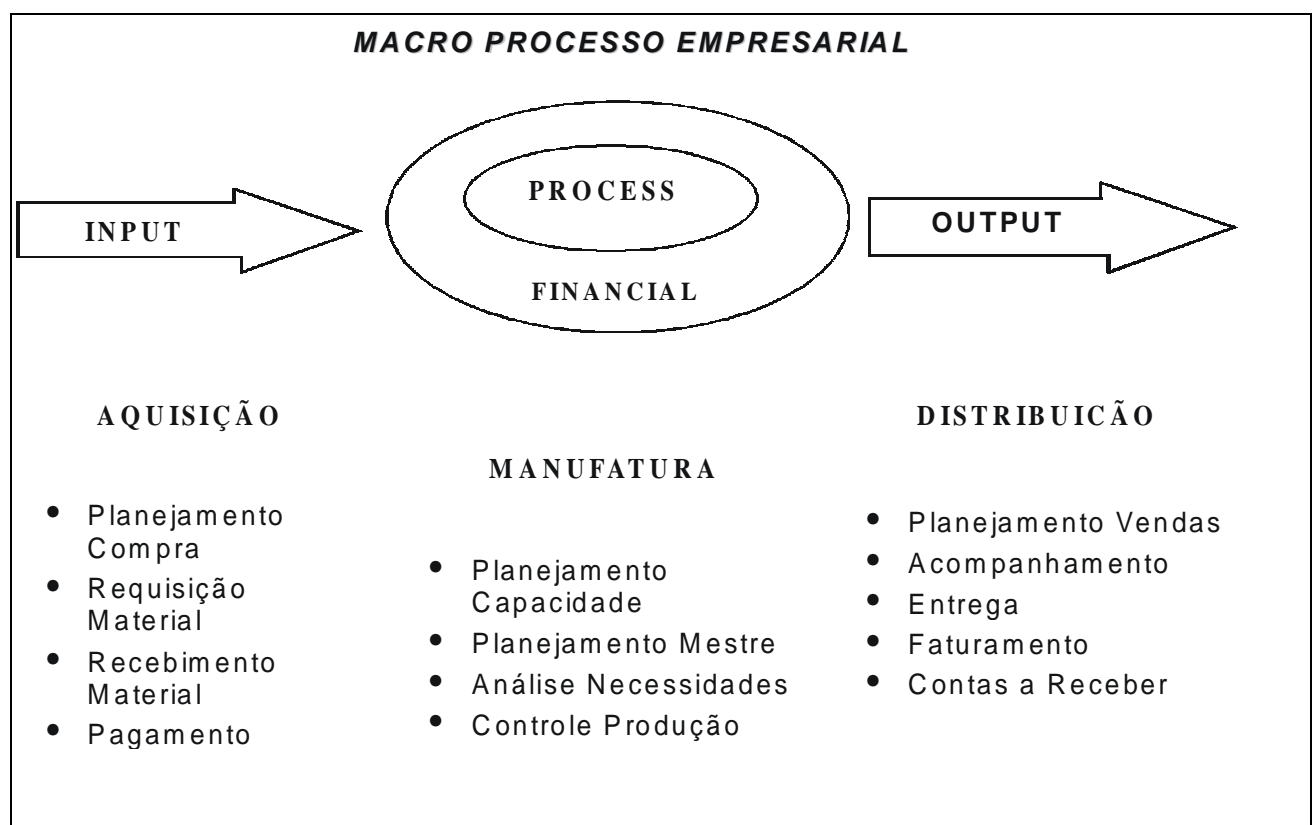 MACRO PROCESSO EMPRESARIAL
PROCESS
INPUT
OUTPUT
FINANCIAL
AQUISIÇÃO
DISTRIBUICÃO
MANUFATURA
• Planejamento
Compra
• Requisição
Material
• Recebimento
Material
• Pagamento
• Planejamento
Capacidade
• Planejamento Mestre
• Análise Necessidades
• Controle Produção
• Planejamento Vendas
• Acompanhamento
• Entrega
• Faturamento
• Contas a Receber